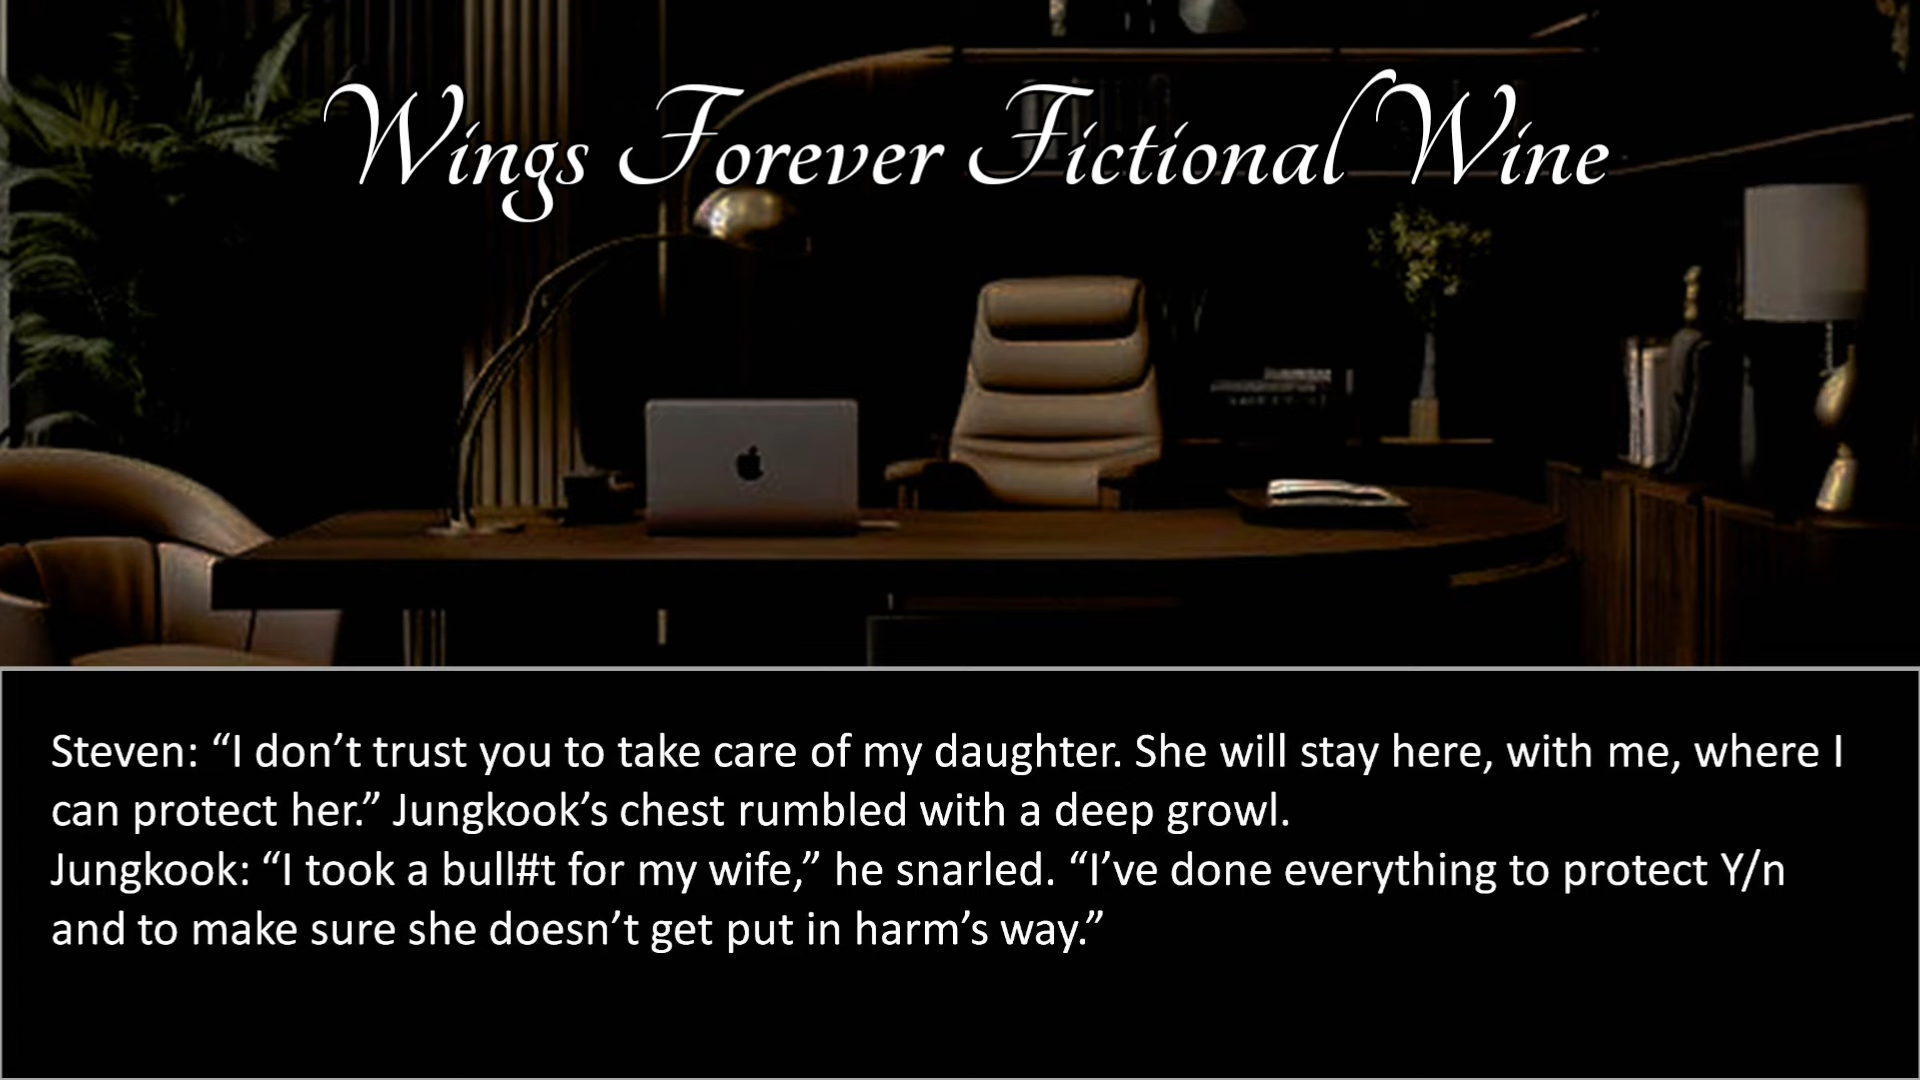 Wings Forever Fictional Wine
Steven: “I don’t trust you to take care of my daughter. She will stay here, with me, where I
can protect her.” Jungkook’s chest rumbled with a deep growl.
Jungkook: “I took a bull#t for my wife,” he snarled. “I’ve done everything to protect Y/n
and to make sure she doesn’t get put in harm’s way.”